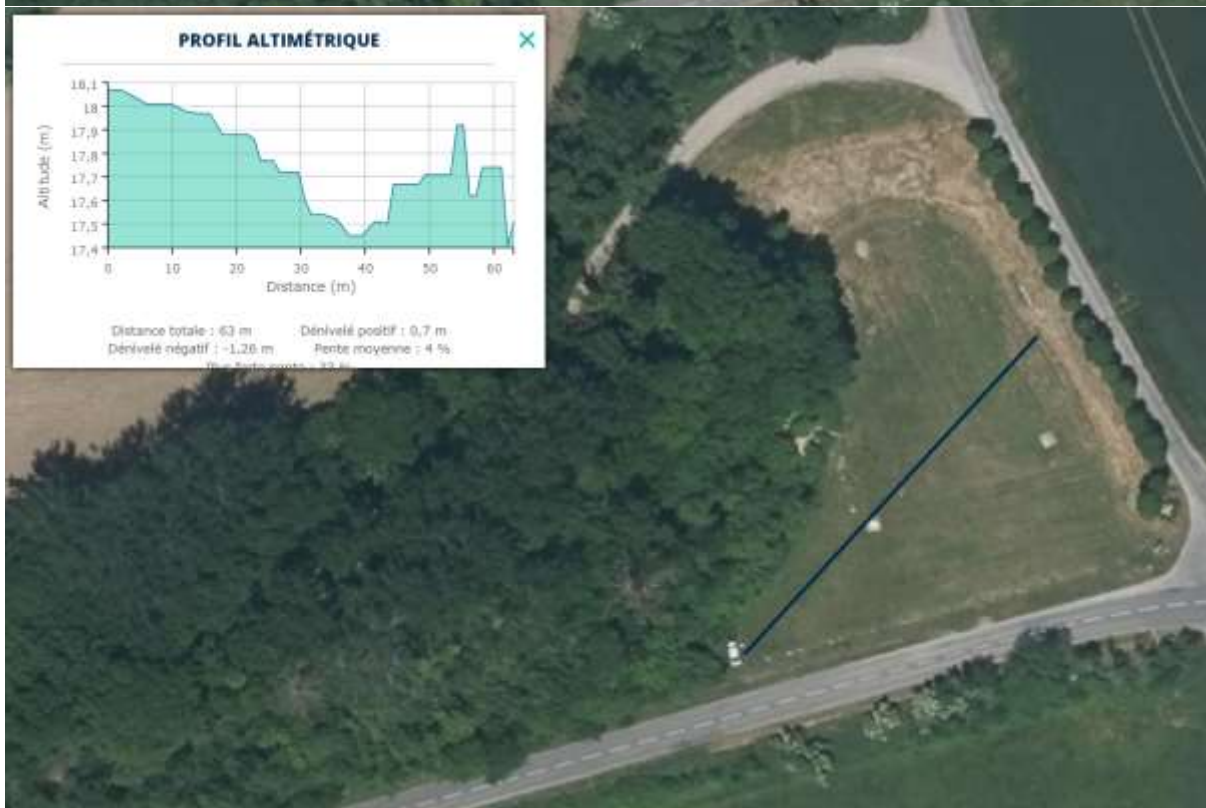 PROFIL ALTIMÉTRIQUE
18,1
18
17,9
17,8
17,7
17,6
17,5
17,4
Altitude (m)
0 10 20 30 40 50 60
Distance (m)
Distance totale : 63 m Dénivelé positif : 0,7 m
Dénivelé négatif : -1,26 m Pente moyenne : 4 %